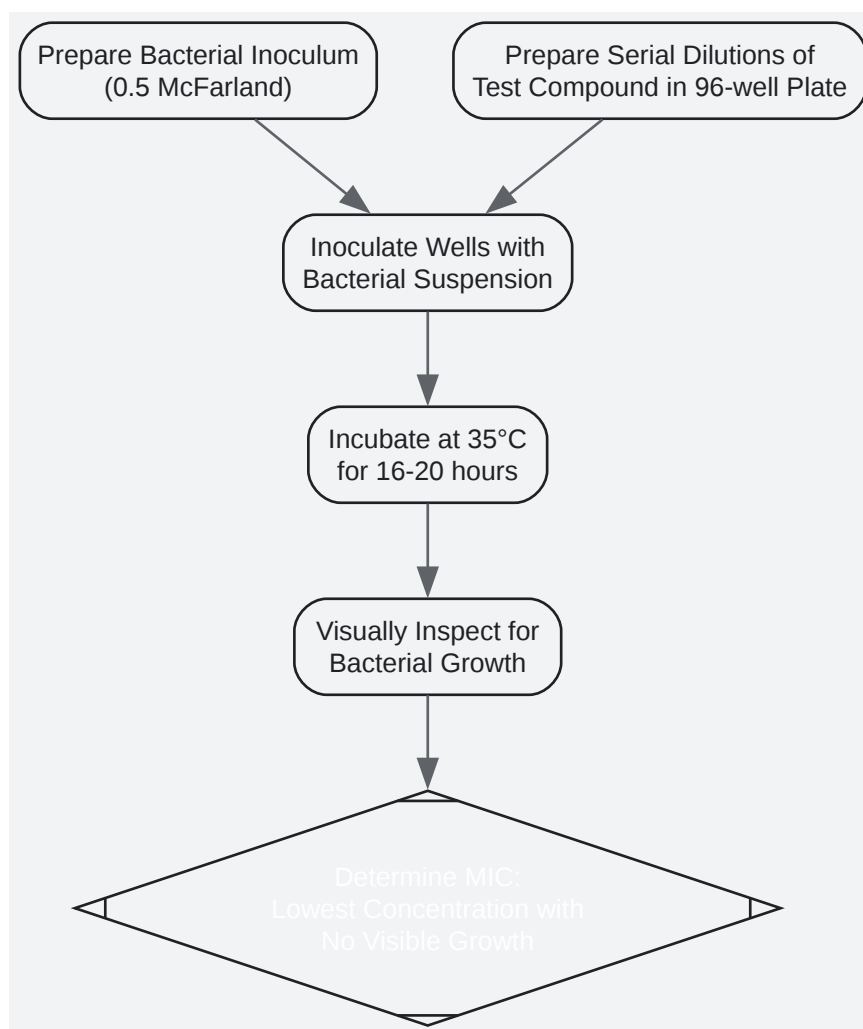 Prepare Bacterial Inoculum
(0.5 McFarland)
Prepare Serial Dilutions of
Test Compound in 96-well Plate
Inoculate Wells with
Bacterial Suspension
Incubate at 35°C
for 16-20 hours
Visually Inspect for
Bacterial Growth
Determine MIC:
Lowest Concentration with
No Visible Growth